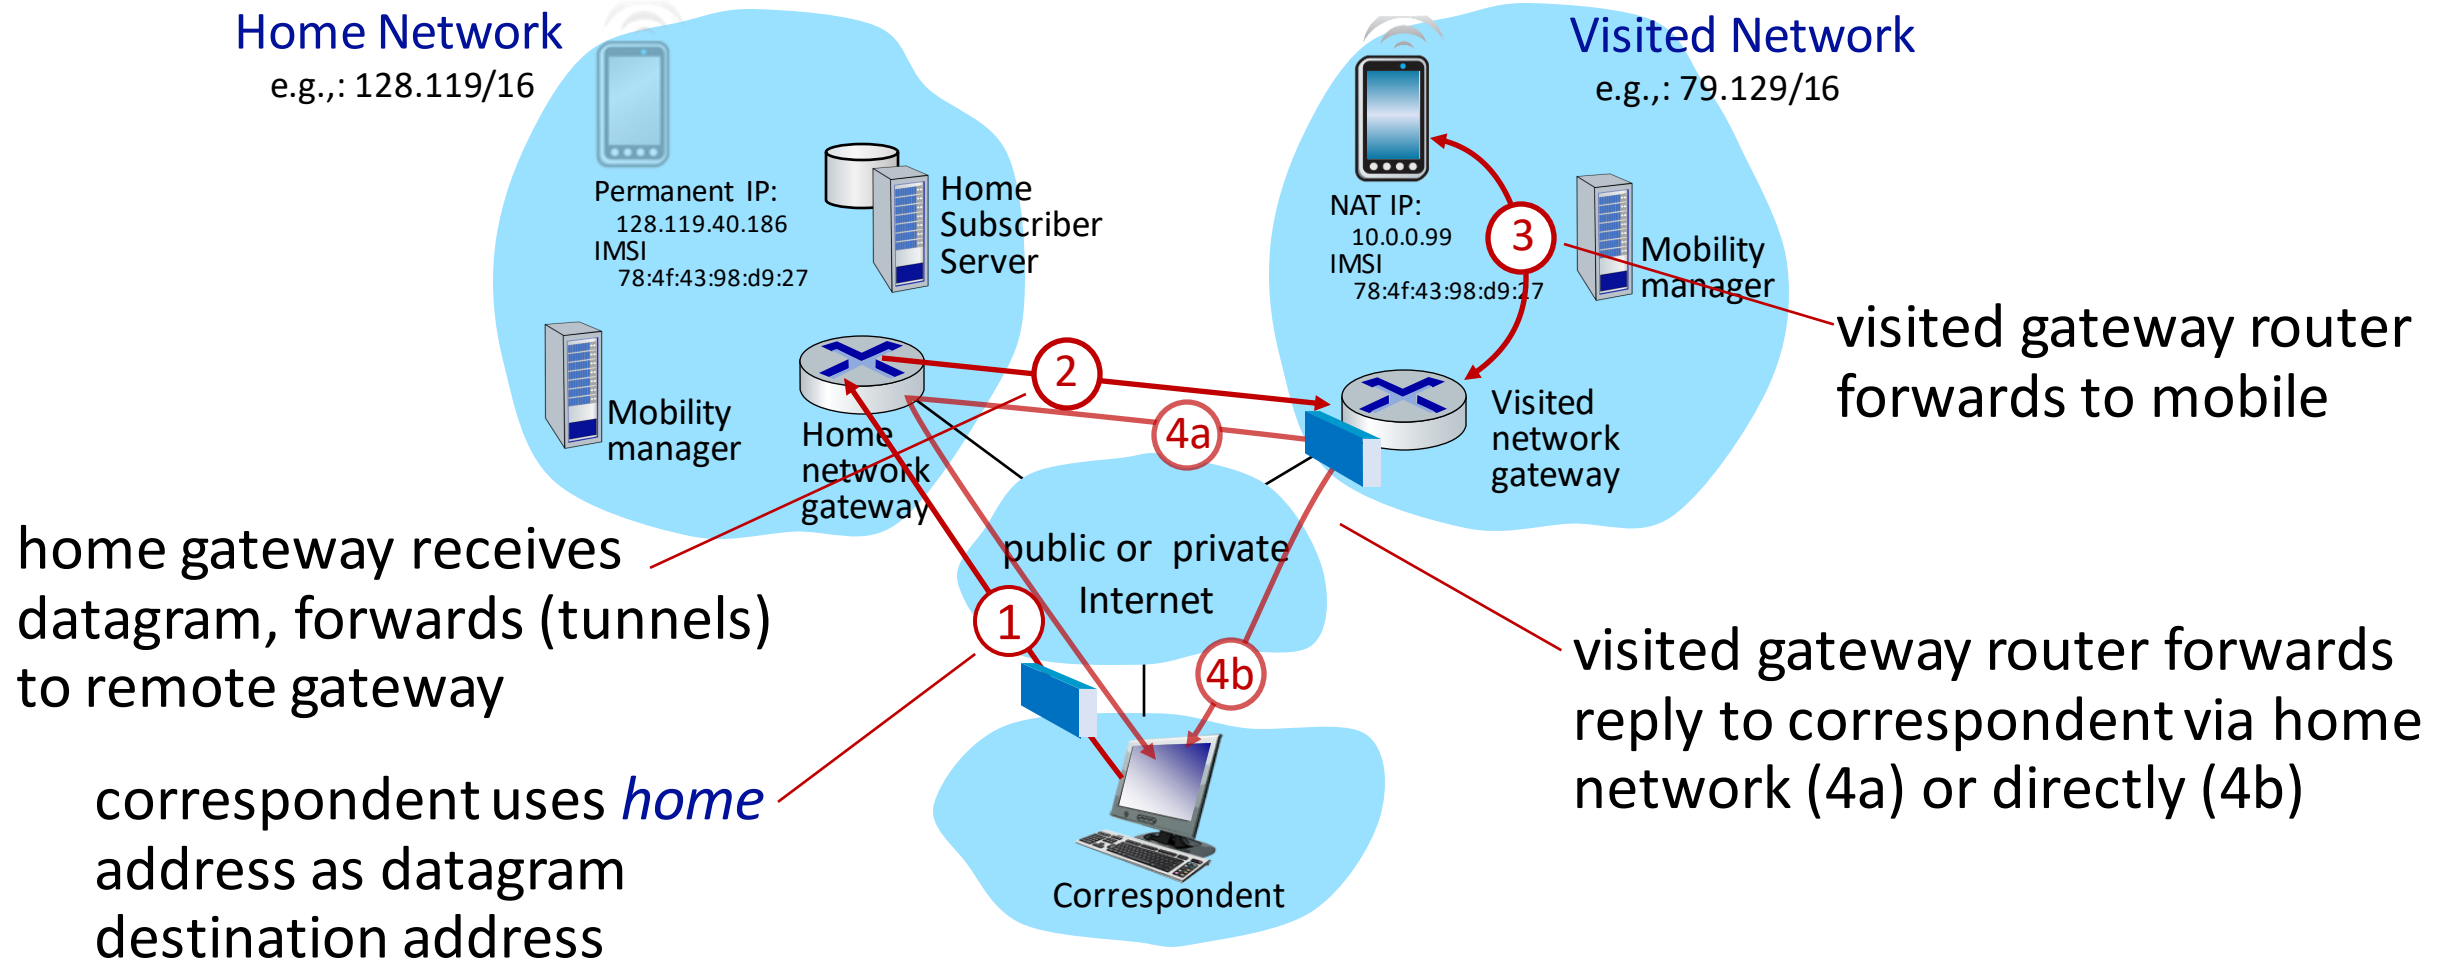 Home Network
e.g.,: 128.119/16
Visited Network
e.g.,: 79.129/16
Permanent IP:
128.119.40.186
IMSI
78:4f:43:98:d9:27
Home
Subscriber
Server
NAT IP:
10.0.0.99
IMSI
78:4f:43:98:d9:27
3
Mobility
manager
visited gateway router
forwards to mobile
Mobility
manager
Home
network
gateway
2
4a
Visited
network
gateway
home gateway receives
datagram, forwards (tunnels)
to remote gateway
public or private
Internet
1
4b
visited gateway router forwards
reply to correspondent via home
network (4a) or directly (4b)
correspondent uses home
address as datagram
destination address
Correspondent